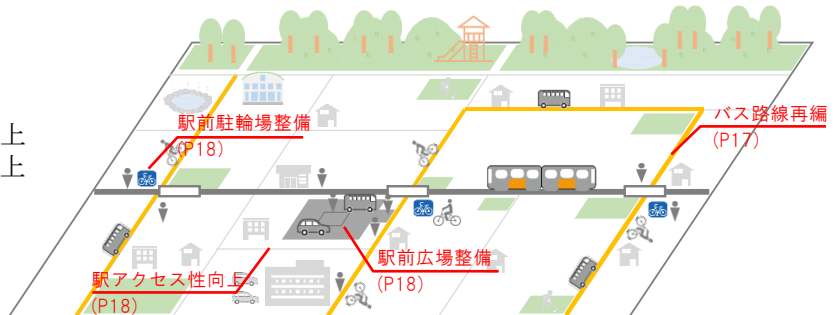 上
上
駅前駐輪場整備
(P18)
バス路線再編
(P17)
駅前広場整備
(P18)
駅アクセス性向上
(P18)